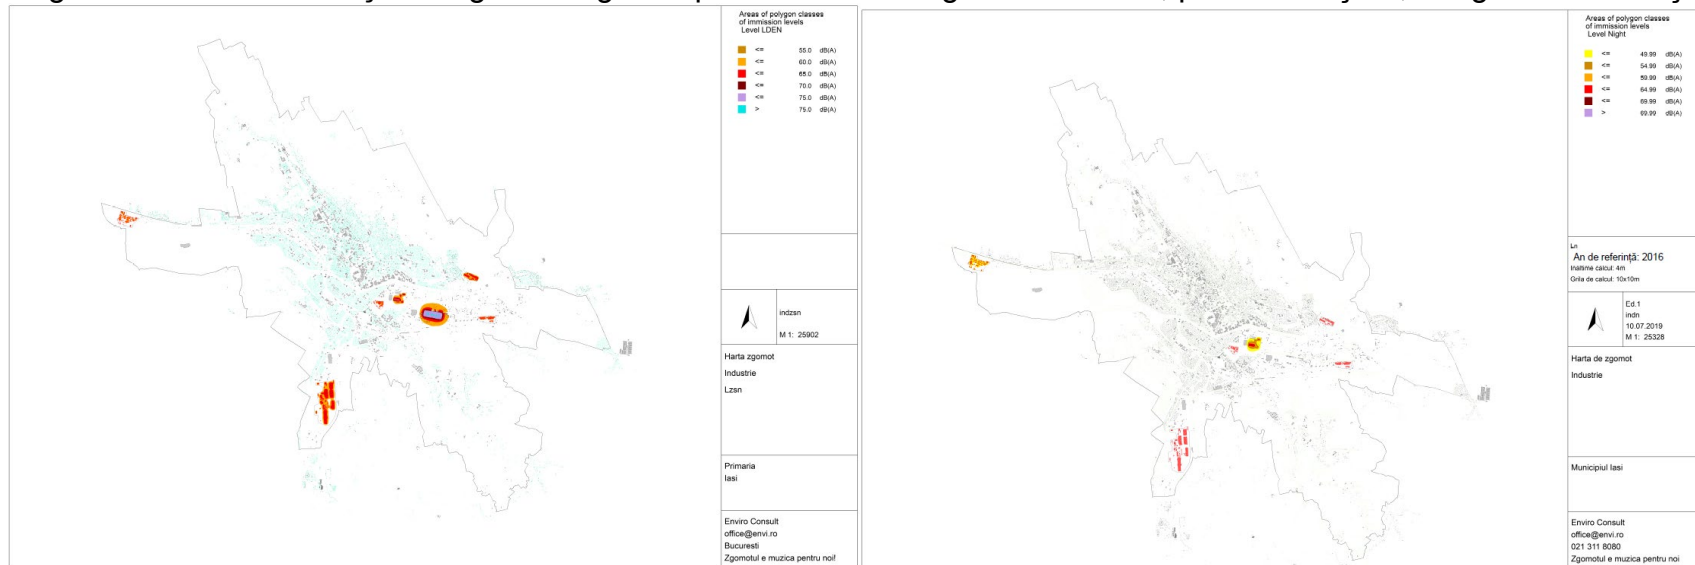 Areas of polygon classes
of immission levels
Level LDEN
<= 55.0 dB(A)
<= 60.0 dB(A)
<= 65.0 dB(A)
<= 70.0 dB(A)
<= 75.0 dB(A)
> 75.0 dB(A)
indzsn
M 1: 25902
Harta zgomot
Industrie
Lzsn
Primaria
Iasi
Enviro Consult
office@envi.ro
Bucuresti
Zgomotul e muzica pentru noi!
Areas of polygon classes
of immission levels
Level Night
<= 49.99 dB(A)
<= 54.99 dB(A)
<= 59.99 dB(A)
<= 64.99 dB(A)
<= 69.99 dB(A)
> 69.99 dB(A)
Ln
An de referință: 2016
Inaltime calcul: 4m
Grila de calcul: 10x10m
Ed.1
indn
10.07.2019
M 1: 25328
Harta de zgomot
Industrie
Municipiul Iasi
Enviro Consult
office@envi.ro
021 311 8080
Zgomotul e muzica pentru noi